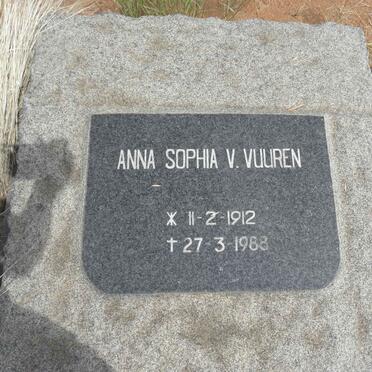 ANNA SOPHIA V. VUUREN
ᛯ 11-2-1912
† 27-3-1988